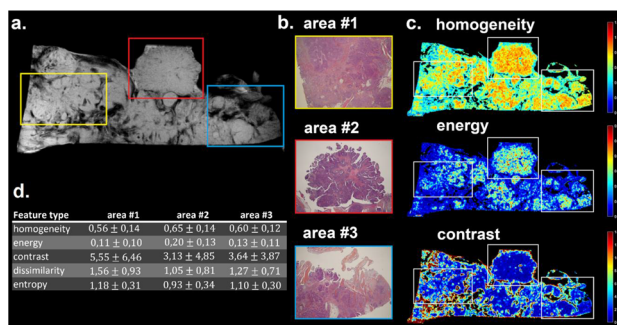 a.
b.
area #1
area #2
area #3
c.
homogeneity
energy
contrast
d.
Feature type area #1 area #2 area #3
homogeneity 0,56 ± 0,14 0,65 ± 0,14 0,60 ± 0,12
energy 0,11 ± 0,10 0,20 ± 0,13 0,13 ± 0,11
contrast 5,55 ± 6,46 3,13 ± 4,85 3,64 ± 3,87
dissimilarity 1,56 ± 0,93 1,05 ± 0,81 1,27 ± 0,71
entropy 1,18 ± 0,31 0,93 ± 0,34 1,10 ± 0,30